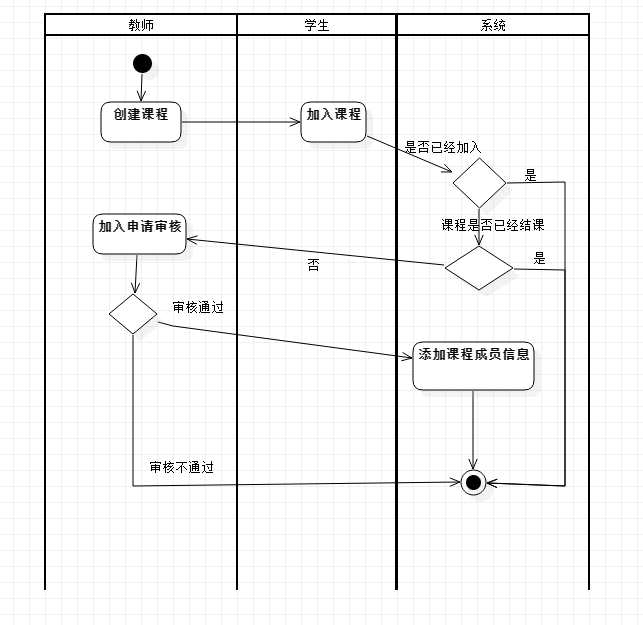 教师
学生
系统
创建课程
加入课程
是否已经加入
是
加入申请审核
课程是否已经结课
是
否
审核通过
添加课程成员信息
审核不通过